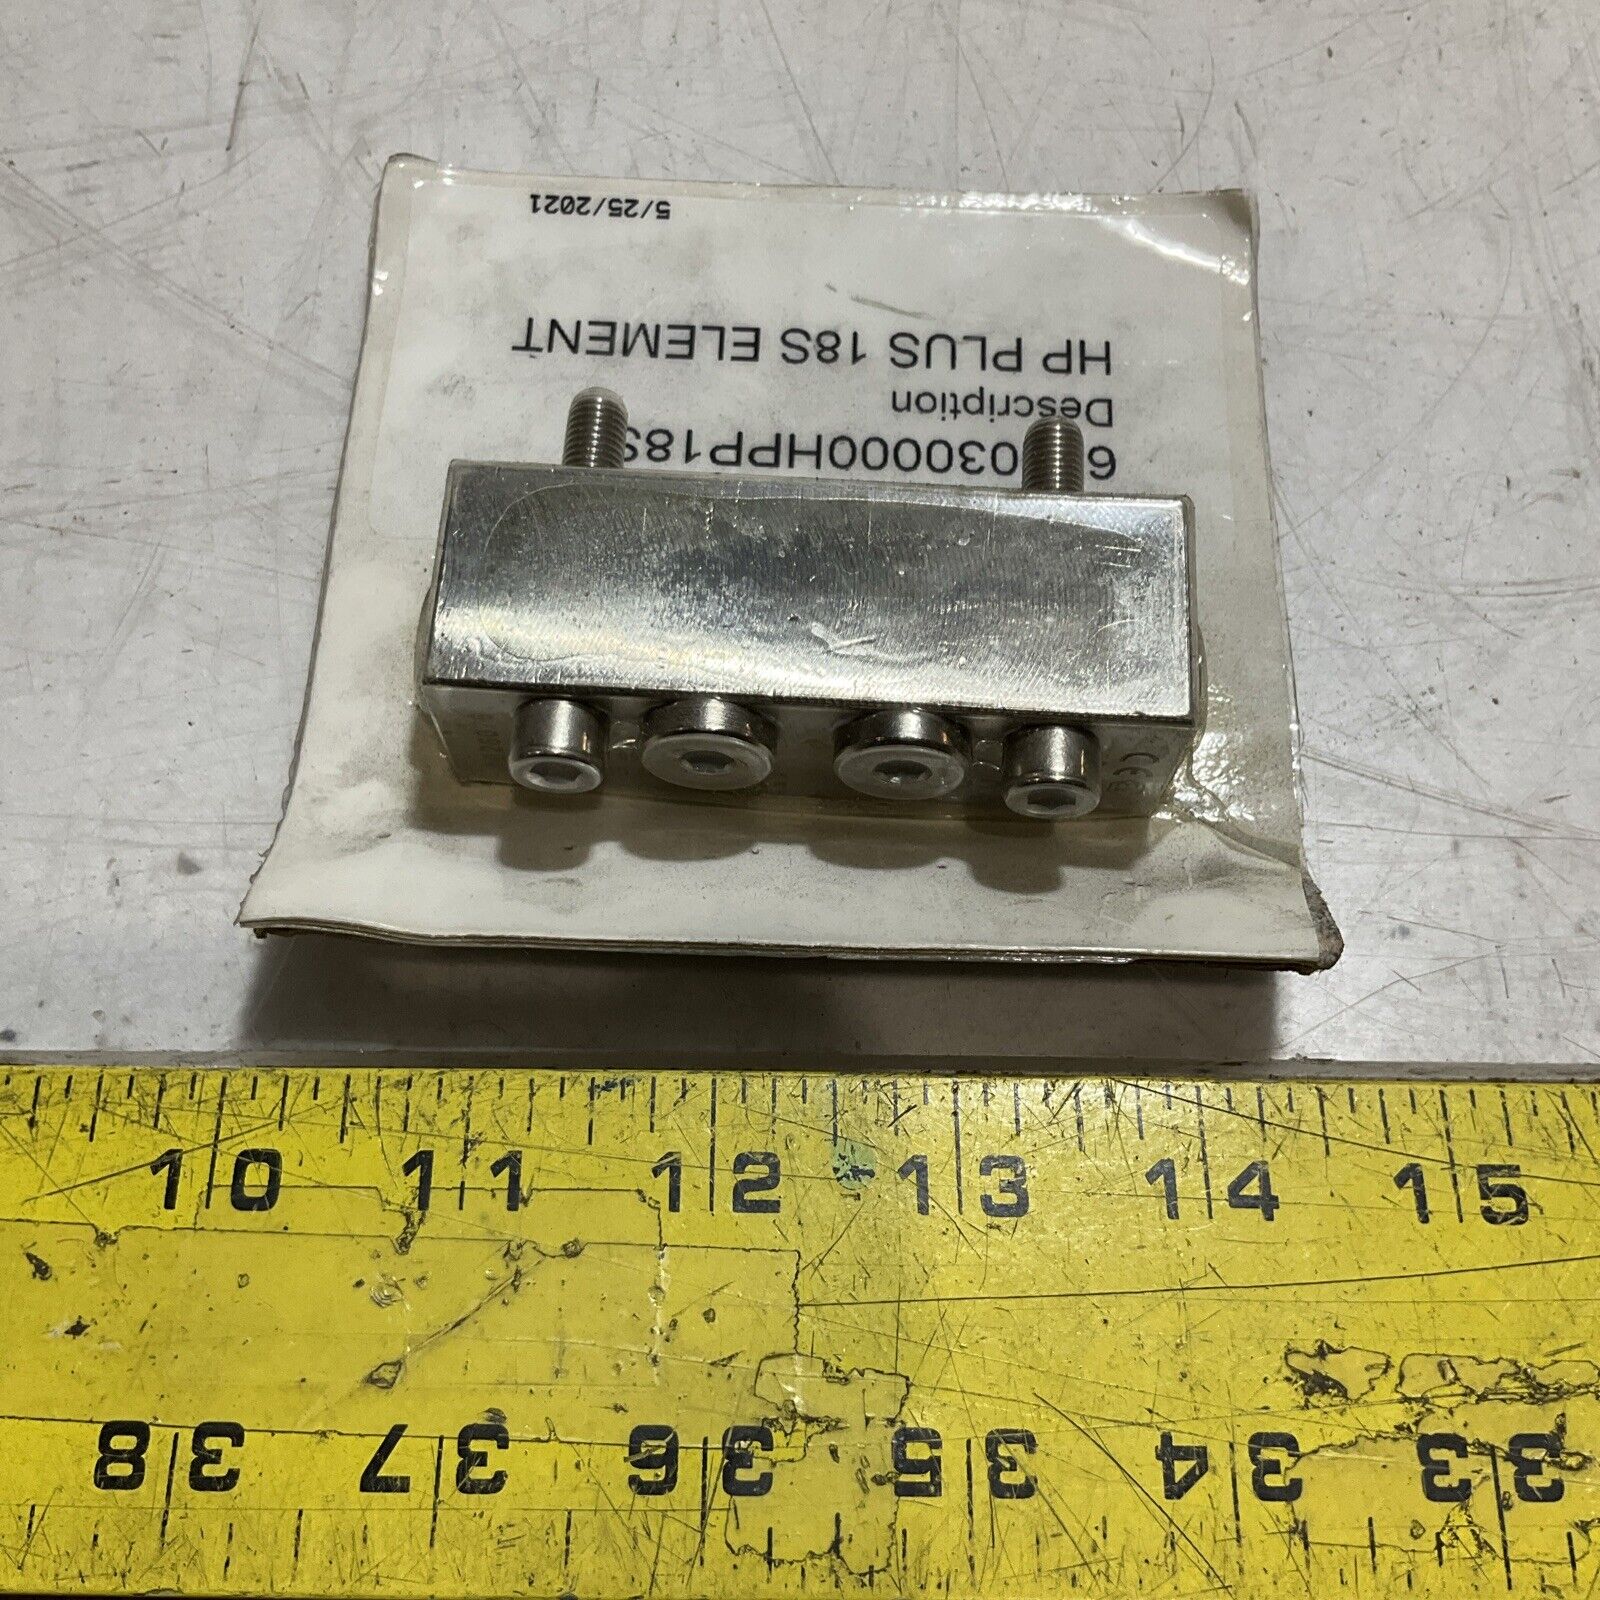 Description
HP PLUS 18S ELEMENT
5/25/2021
CE
10 11 12 13 14 15
33 34 35 36 37 38